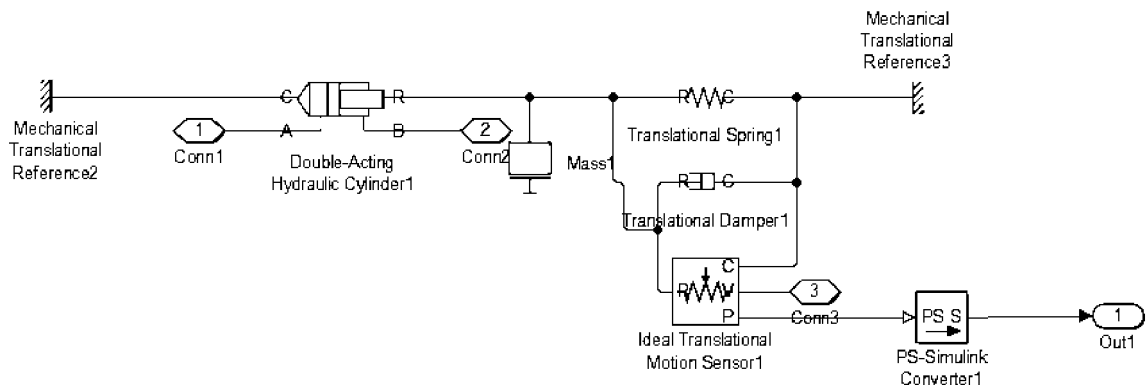 Mechanical
Translational
Reference3
C
R
R
C
1
A
B
2
Mechanical
Translational
Reference2
Conn1
Double-Acting
Hydraulic Cylinder1
Conn2
Mass1
Translational Spring1
R
C
Translational Damper1
C
R
V
3
P
Conn3
PS S
1
Ideal Translational
Motion Sensor1
PS-Simulink
Converter1
Out1